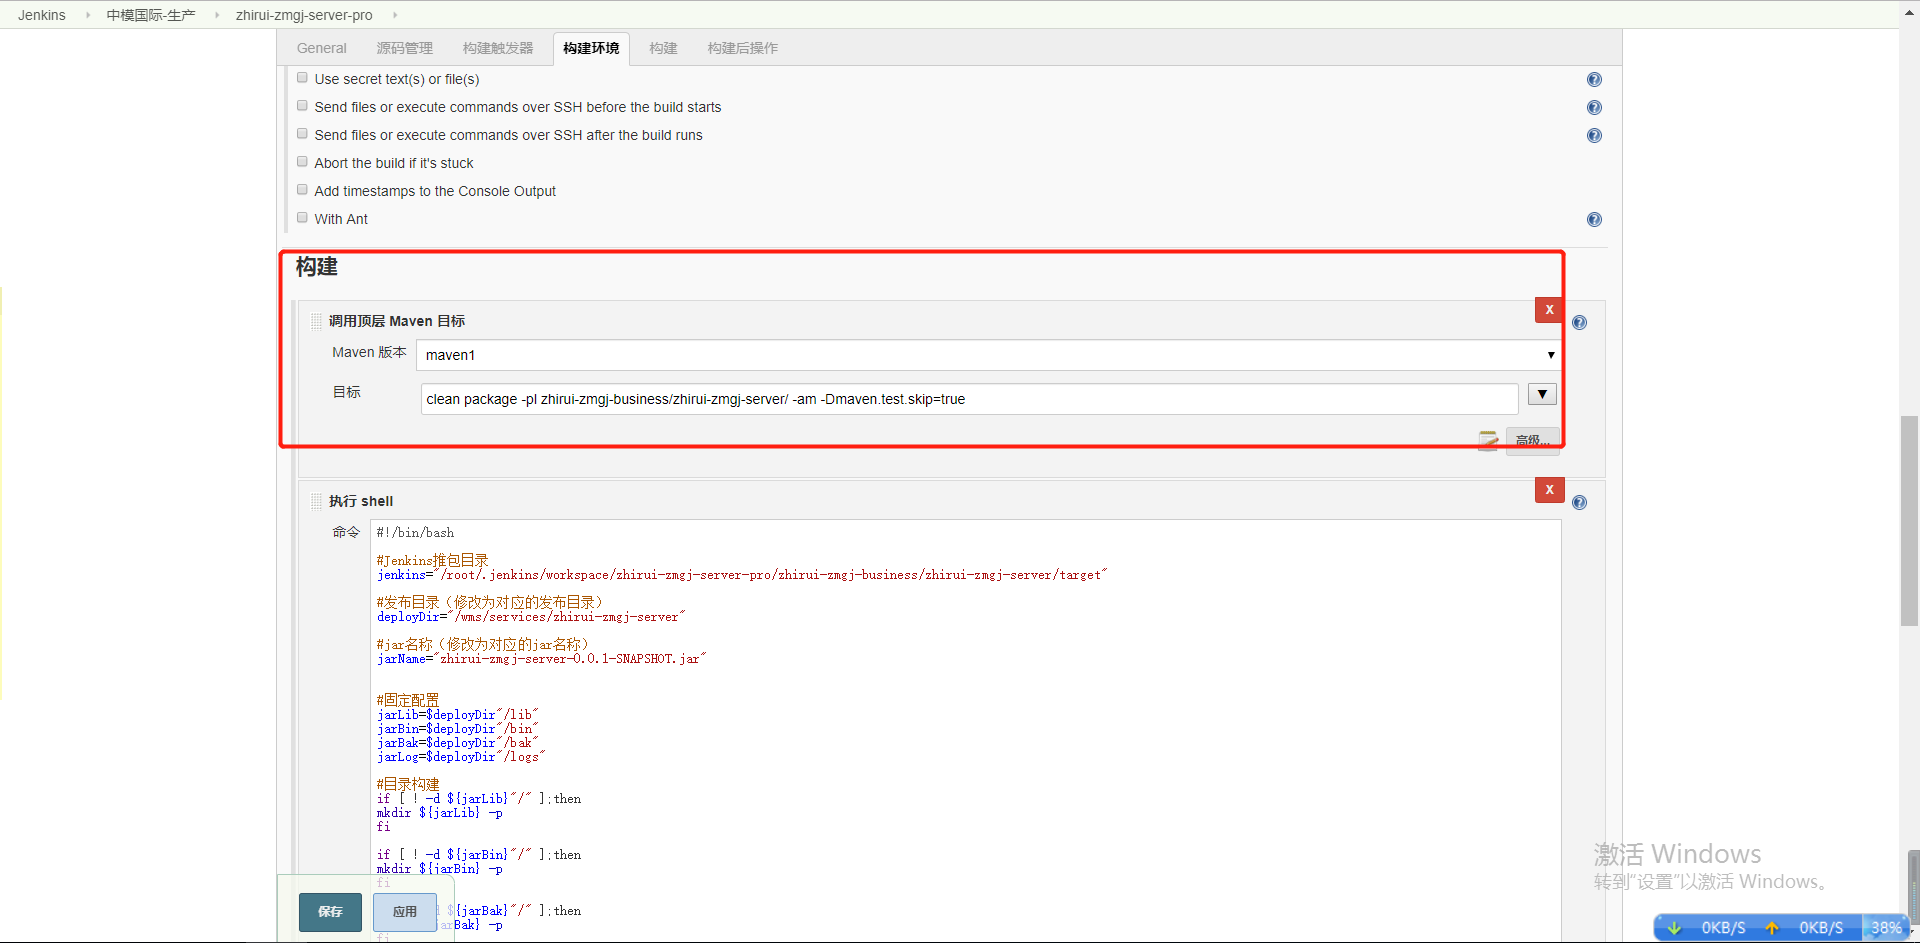 Jenkins 中模国际-生产 zhirui-zmgj-server-pro
General 源码管理 构建触发器 构建环境 构建 构建后操作
Use secret text(s) or file(s)
Send files or execute commands over SSH before the build starts
Send files or execute commands over SSH after the build runs
Abort the build if it's stuck
Add timestamps to the Console Output
With Ant
构建
X
调用顶层 Maven 目标
Maven 版本 maven1
目标 clean package -pl zhirui-zmgj-business/zhirui-zmgj-server/ -am -Dmaven.test.skip=true
高级...
X
执行 shell
命令 #!/bin/bash
#Jenkins推包目录
jenkins="/root/.jenkins/workspace/zhirui-zmgj-server-pro/zhirui-zmgj-business/zhirui-zmgj-server/target"
#发布目录（修改为对应的发布目录）
deployDir="/wms/services/zhirui-zmgj-server"
#jar名称（修改为对应的jar名称）
jarName="zhirui-zmgj-server-0.0.1-SNAPSHOT.jar"
#固定配置
jarLib=$deployDir"/lib"
jarBin=$deployDir"/bin"
jarBak=$deployDir"/bak"
jarLog=$deployDir"/logs"
#目录构建
if [ ! -d ${jarLib}"/" ];then
mkdir ${jarLib} -p
fi
if [ ! -d ${jarBin}"/" ];then
mkdir ${jarBin} -p
fi
${jarBak}"/" ];then
jarBak} -p
fi
保存 应用
激活 Windows
转到“设置”以激活 Windows。
0KB/S 0KB/S 38%